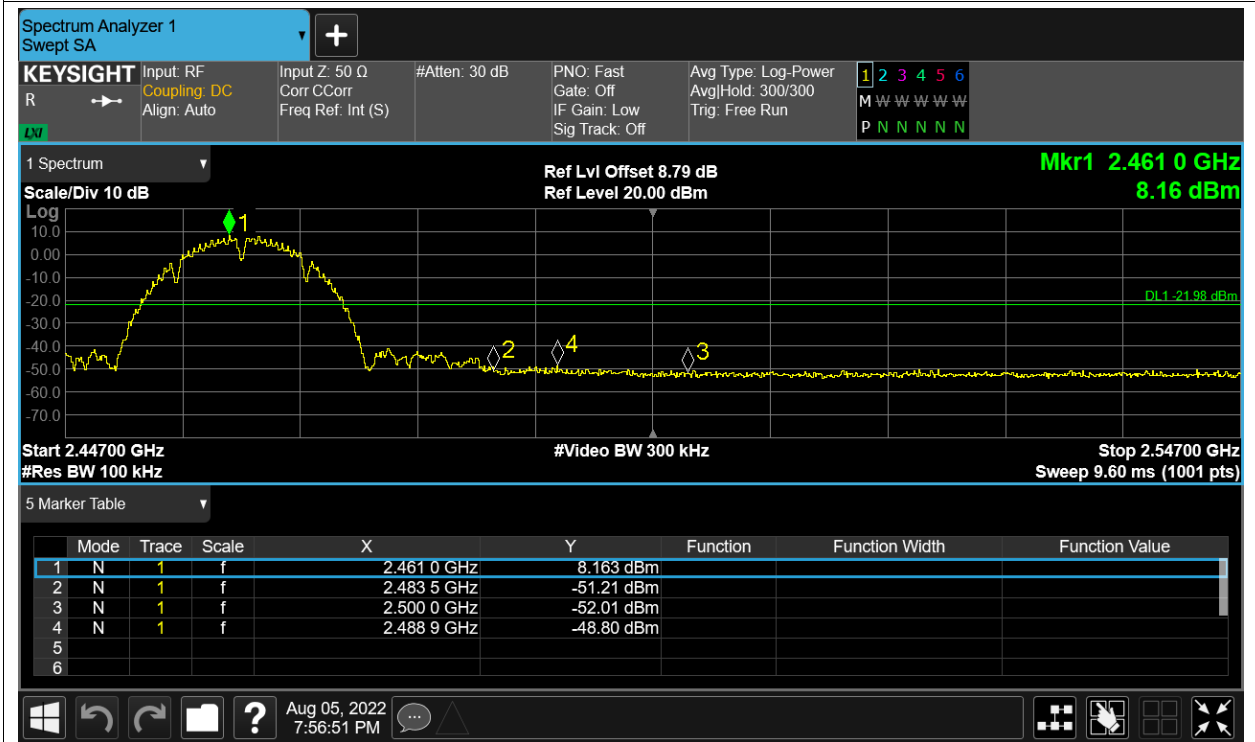 Spectrum Analyzer 1
Swept SA
+
KEYSIGHT Input: RF Input Z: 50 Ω #Atten: 30 dB PNO: Fast Avg Type: Log-Power 1 2 3 4 5 6
R Coupling: DC Corr CCorr Gate: Off Avg|Hold: 300/300 M W W W W W
Align: Auto Freq Ref: Int (S) IF Gain: Low Trig: Free Run
LXI Sig Track: Off P N N N N N
1 Spectrum Ref Lvl Offset 8.79 dB Mkr1 2.461 0 GHz
Scale/Div 10 dB Ref Level 20.00 dBm 8.16 dBm
Log
1
10.0
0.00
-10.0
-20.0 DL1 -21.98 dBm
-30.0
-40.0 2 4 3
-50.0
-60.0
-70.0
Start 2.44700 GHz #Video BW 300 kHz Stop 2.54700 GHz
#Res BW 100 kHz Sweep 9.60 ms (1001 pts)
5 Marker Table
Mode Trace Scale X Y Function Function Width Function Value
1 N 1 f 2.461 0 GHz 8.163 dBm
2 N 1 f 2.483 5 GHz -51.21 dBm
3 N 1 f 2.500 0 GHz -52.01 dBm
4 N 1 f 2.488 9 GHz -48.80 dBm
5
6
? Aug 05, 2022
7:56:51 PM